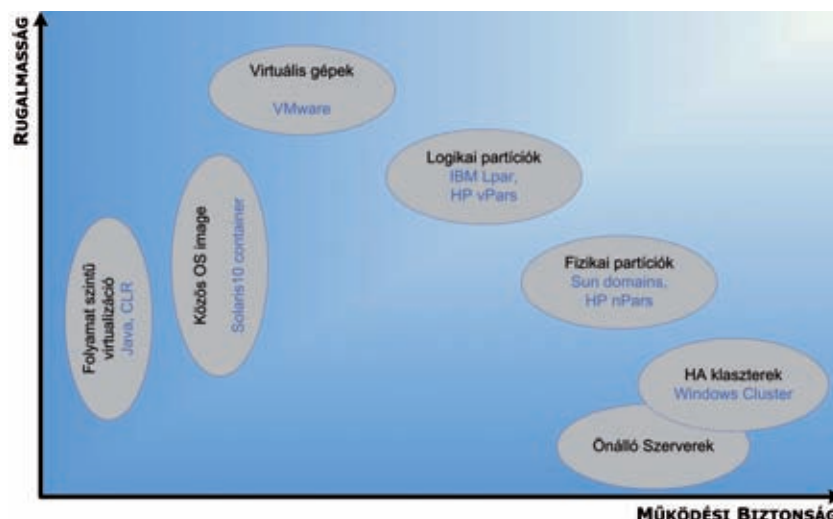 RUGALMASSÁG
Virtuális gépek
VMware
Logikai partíciók
IBM Lpar,
HP vPars
Közös OS image
Solaris10 container
Folyamat szintű
virtualizáció
Java, CLR
Fizikai partíciók
Sun domains,
HP nPars
HA klaszterek
Windows Cluster
Önálló Szerverek
MŰKÖDÉSI BIZTONSÁG